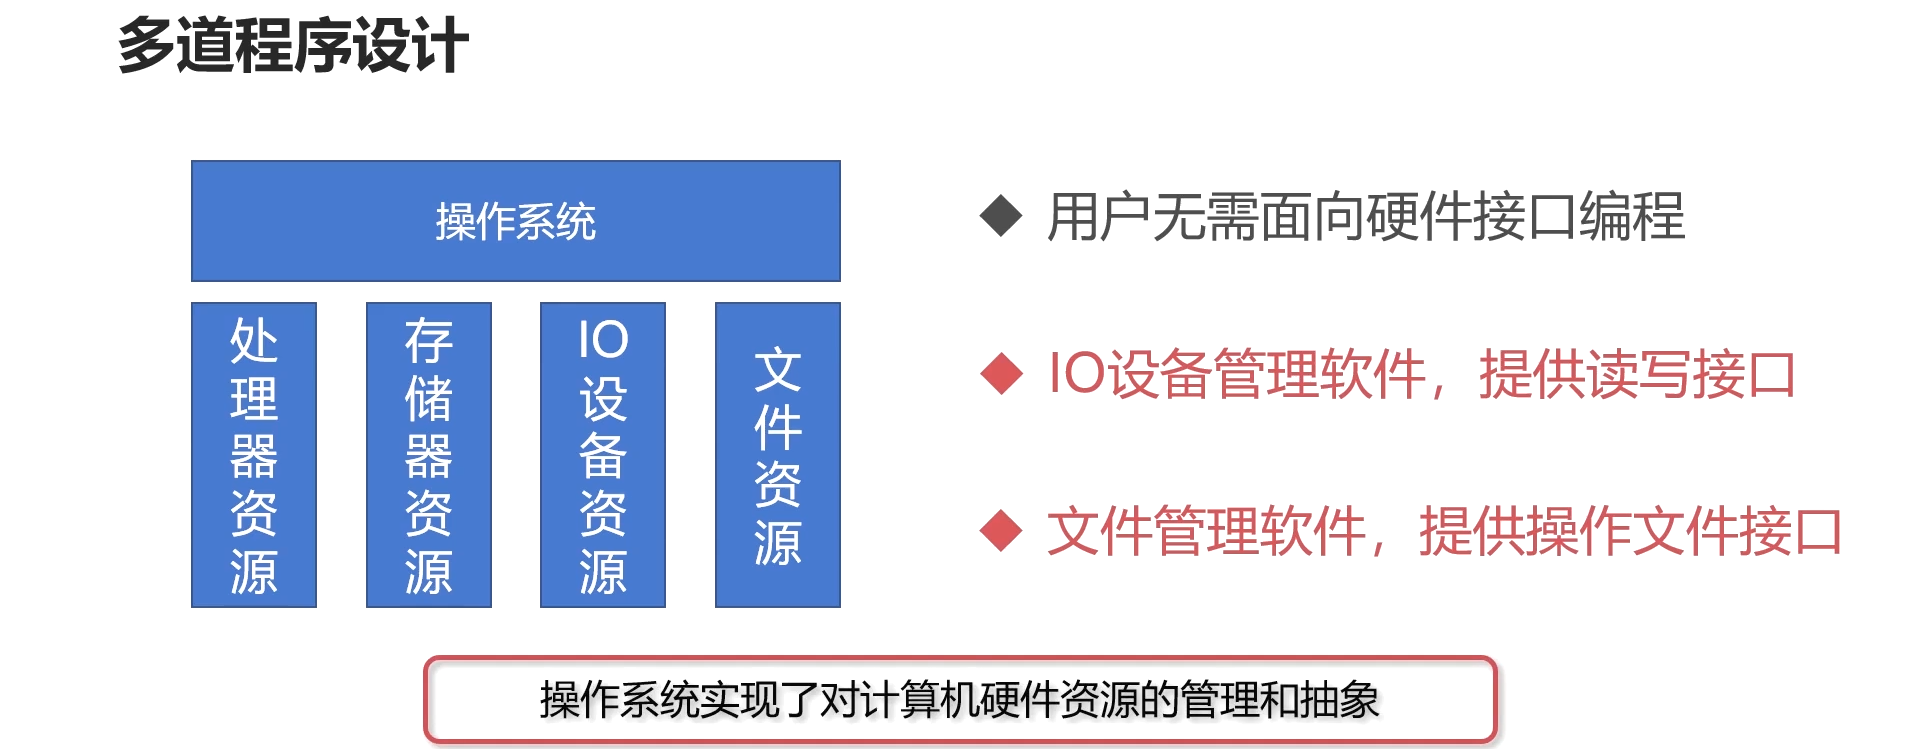 多道程序设计
操作系统
处理器资源
存储器资源
IO设备资源
文件资源
用户无需面向硬件接口编程
IO设备管理软件，提供读写接口
文件管理软件，提供操作文件接口
操作系统实现了对计算机硬件资源的管理和抽象